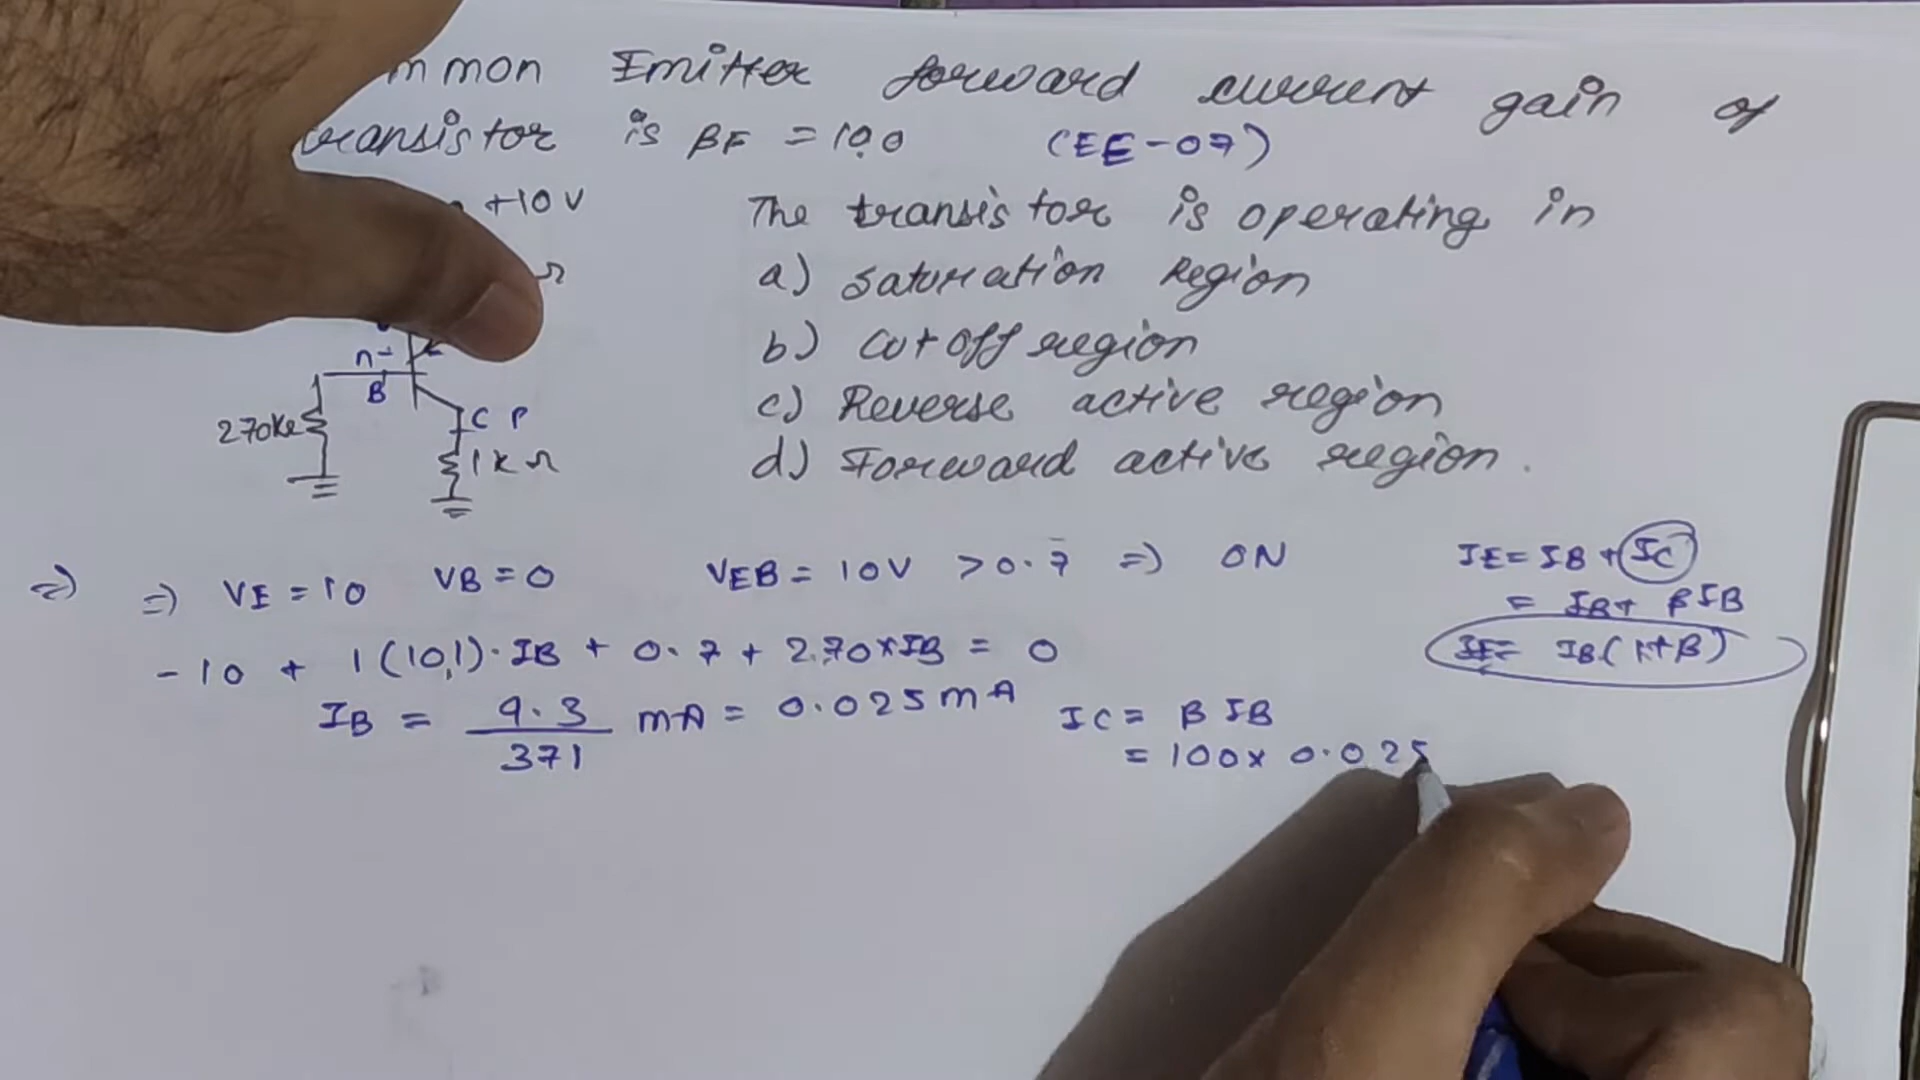 mmon Emitter forward current gain of
transistor is βF = 100 (EE-07)
+10 V
Ω
The transistor is operating in
a) saturation Region
b) cut off region
n-
B
c) Reverse active region
270k
C P
1kΩ
d) Forward active region.
=) =) VE = 10 VB = 0 VEB = 10V > 0.7 =) ON
IE = IB + IC
= IB + βIB
IE = IB(1+β)
-10 + 1(101)·IB + 0.7 + 270×IB = 0
IB = 9.3 / 371 mA = 0.025 mA
IC = β IB
= 100 × 0.025